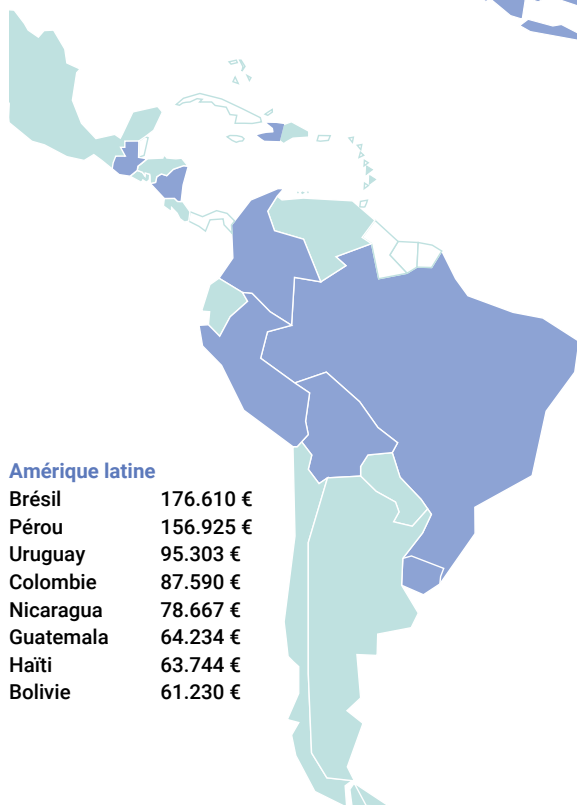 Amérique latine
Brésil 176.610 €
Pérou 156.925 €
Uruguay 95.303 €
Colombie 87.590 €
Nicaragua 78.667 €
Guatemala 64.234 €
Haïti 63.744 €
Bolivie 61.230 €